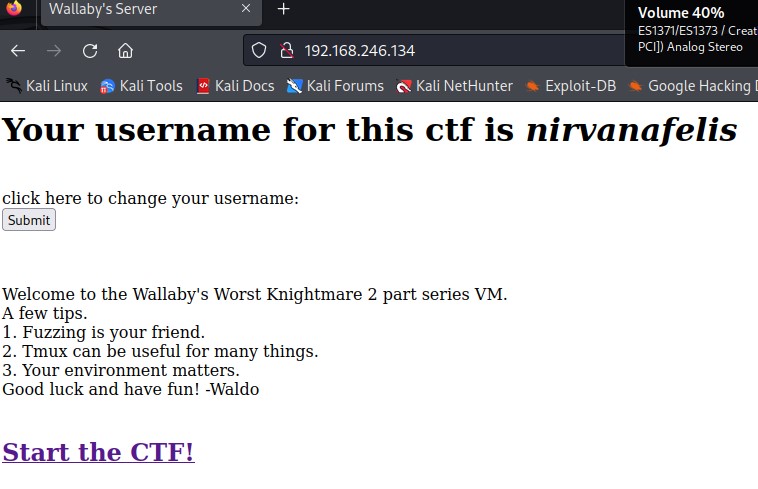 Wallaby's Server
Volume 40%
ES1371/ES1373 / Creat
PCI]) Analog Stereo
192.168.246.134
Kali Linux Kali Tools Kali Docs Kali Forums Kali NetHunter Exploit-DB Google Hacking D
Your username for this ctf is nirvanafelis
click here to change your username:
Submit
Welcome to the Wallaby's Worst Knightmare 2 part series VM.
A few tips.
1. Fuzzing is your friend.
2. Tmux can be useful for many things.
3. Your environment matters.
Good luck and have fun! -Waldo
Start the CTF!